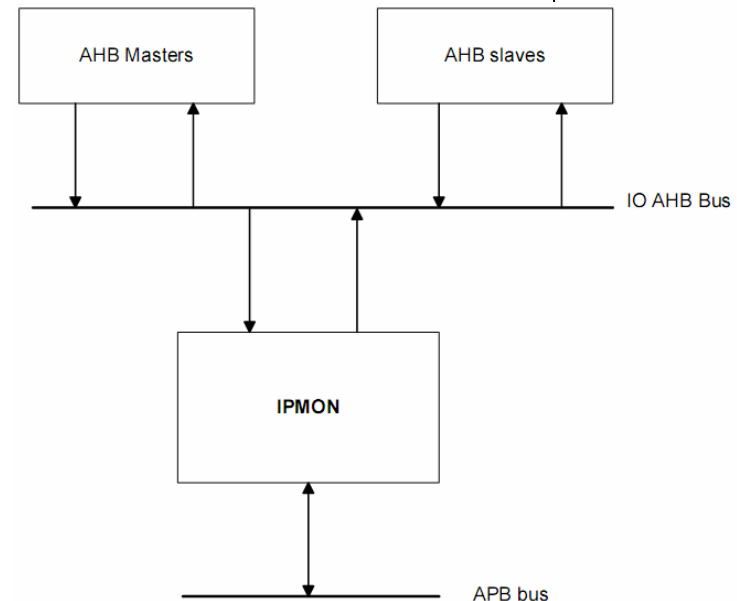 AHB Masters
AHB slaves
IO AHB Bus
IPMON
APB bus